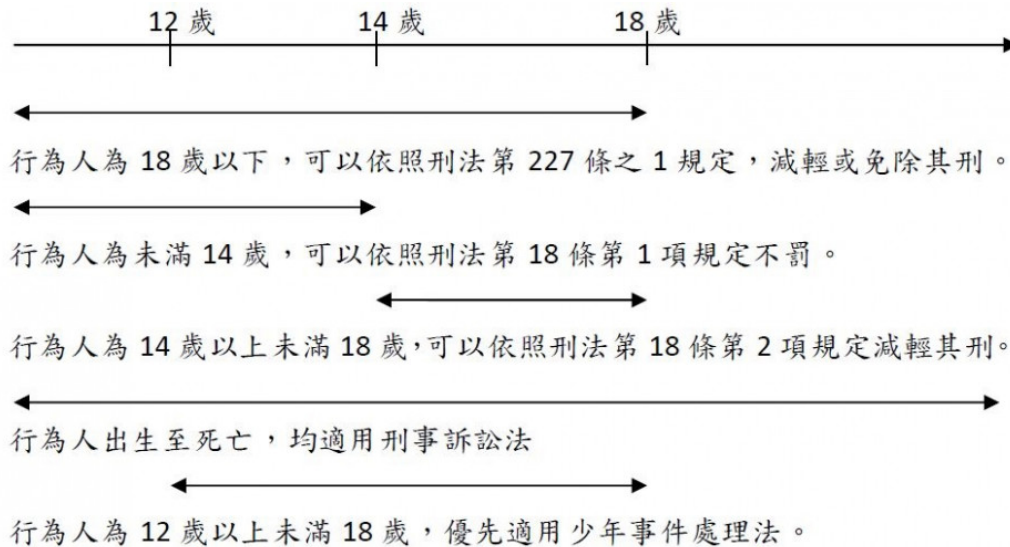 12 歲 14 歲 18 歲
行為人為 18 歲以下，可以依照刑法第 227 條之 1 規定，減輕或免除其刑。
行為人為未滿 14 歲，可以依照刑法第 18 條第 1 項規定不罰。
行為人為 14 歲以上未滿 18 歲，可以依照刑法第 18 條第 2 項規定減輕其刑。
行為人出生至死亡，均適用刑事訴訟法
行為人為 12 歲以上未滿 18 歲，優先適用少年事件處理法。